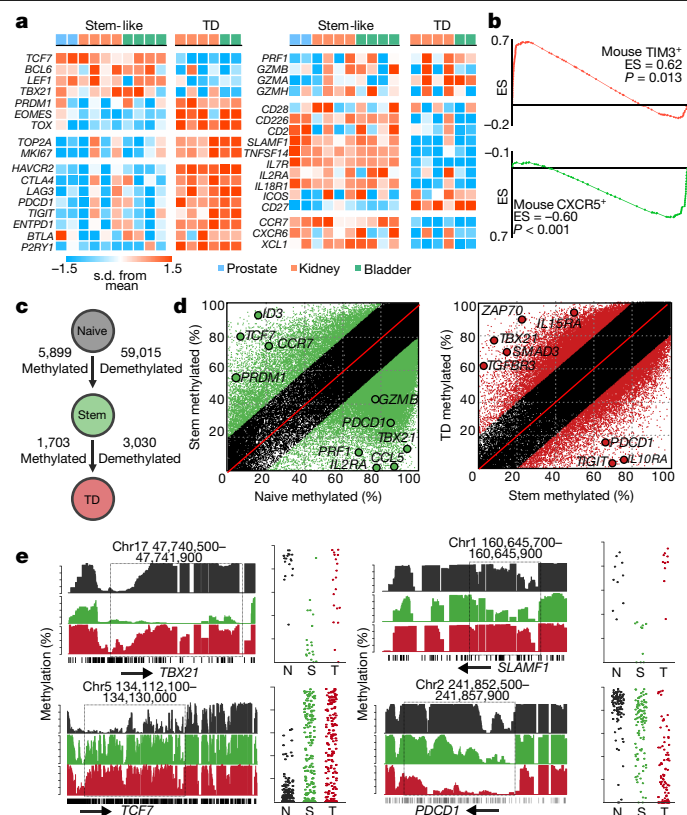 a
Stem-like
TD
TCF7
BCL6
LEF1
TBX21
PRDM1
EOMES
TOX
TOP2A
MKI67
HAVCR2
CTLA4
LAG3
PDCD1
TIGIT
ENTPD1
BTLA
P2RY1
–1.5
1.5
s.d. from
mean
Stem-like
TD
PRF1
GZMB
GZMA
GZMH
CD28
CD226
CD2
SLAMF1
TNFSF14
IL7R
IL2RA
IL18R1
ICOS
CD27
CCR7
CXCR6
XCL1
Prostate
Kidney
Bladder
b
0.7
Mouse TIM3+
ES = 0.62
P = 0.013
ES
–0.2
–0.1
ES
Mouse CXCR5+
ES = –0.60
P < 0.001
0.7
c
Naive
5,899
Methylated
59,015
Demethylated
Stem
1,703
Methylated
3,030
Demethylated
TD
d
100
80
60
40
20
0
20
40
60
80
100
Stem methylated (%)
Naive methylated (%)
ID3
TCF7
CCR7
PRDM1
GZMB
PDCD1
TBX21
PRF1
CCL5
IL2RA
100
80
60
40
20
0
20
40
60
80
100
TD methylated (%)
Stem methylated (%)
ZAP70
IL15RA
TBX21
SMAD3
TGFBR3
PDCD1
TIGIT
IL10RA
e
Methylation (%)
Chr17 47,740,500–
47,741,900
TBX21
N S T
Chr1 160,645,700–
160,645,900
SLAMF1
N S T
Methylation (%)
Chr5 134,112,100–
134,130,000
TCF7
N S T
Chr2 241,852,500–
241,857,900
PDCD1
N S T